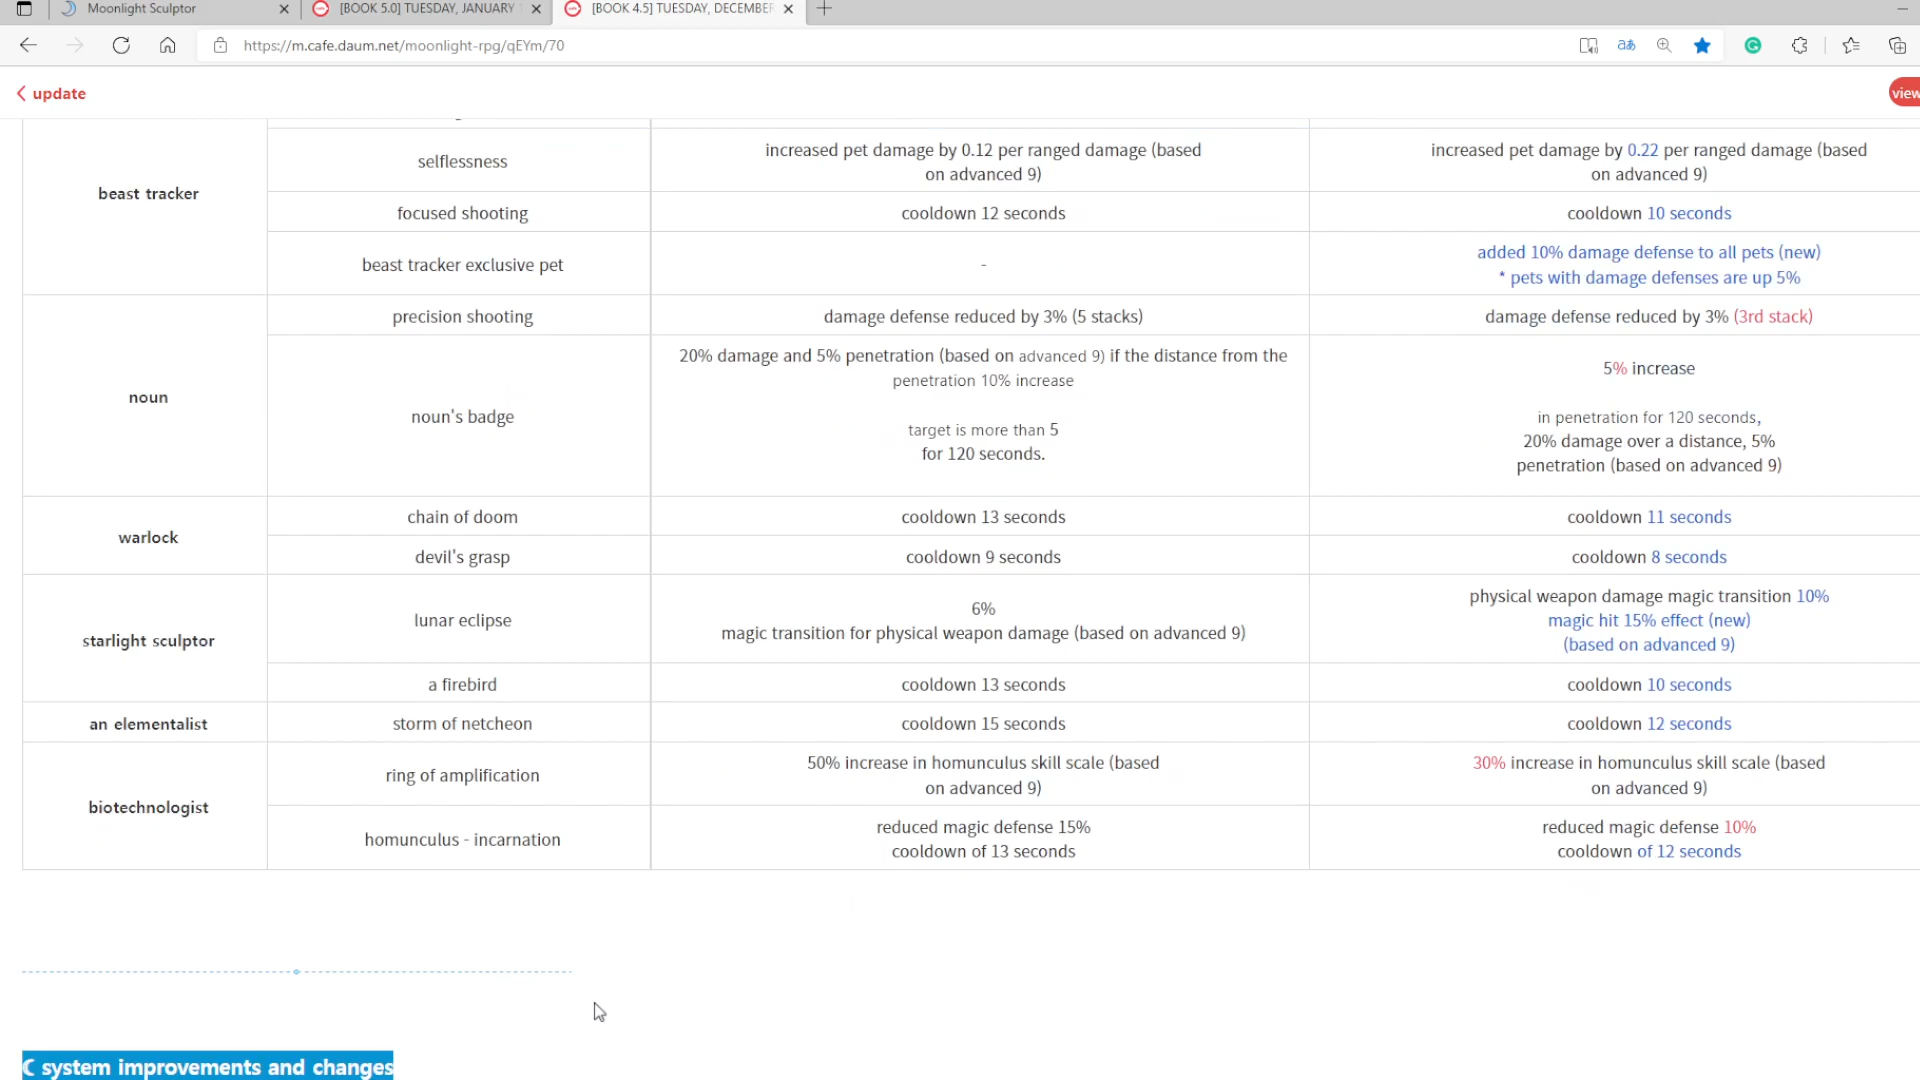 Moonlight Sculptor
[BOOK 5.0] TUESDAY, JANUARY
[BOOK 4.5] TUESDAY, DECEMBER
https://m.cafe.daum.net/moonlight-rpg/qEYm/70
update
view
beast tracker
selflessness
increased pet damage by 0.12 per ranged damage (based
on advanced 9)
increased pet damage by 0.22 per ranged damage (based
on advanced 9)
focused shooting
cooldown 12 seconds
cooldown 10 seconds
beast tracker exclusive pet
-
added 10% damage defense to all pets (new)
* pets with damage defenses are up 5%
noun
precision shooting
damage defense reduced by 3% (5 stacks)
damage defense reduced by 3% (3rd stack)
noun's badge
20% damage and 5% penetration (based on advanced 9) if the distance from the
penetration 10% increase
target is more than 5
for 120 seconds.
5% increase
in penetration for 120 seconds,
20% damage over a distance, 5%
penetration (based on advanced 9)
warlock
chain of doom
cooldown 13 seconds
cooldown 11 seconds
devil's grasp
cooldown 9 seconds
cooldown 8 seconds
starlight sculptor
lunar eclipse
6%
magic transition for physical weapon damage (based on advanced 9)
physical weapon damage magic transition 10%
magic hit 15% effect (new)
(based on advanced 9)
a firebird
cooldown 13 seconds
cooldown 10 seconds
an elementalist
storm of netcheon
cooldown 15 seconds
cooldown 12 seconds
biotechnologist
ring of amplification
50% increase in homunculus skill scale (based
on advanced 9)
30% increase in homunculus skill scale (based
on advanced 9)
homunculus - incarnation
reduced magic defense 15%
cooldown of 13 seconds
reduced magic defense 10%
cooldown of 12 seconds
☾ system improvements and changes